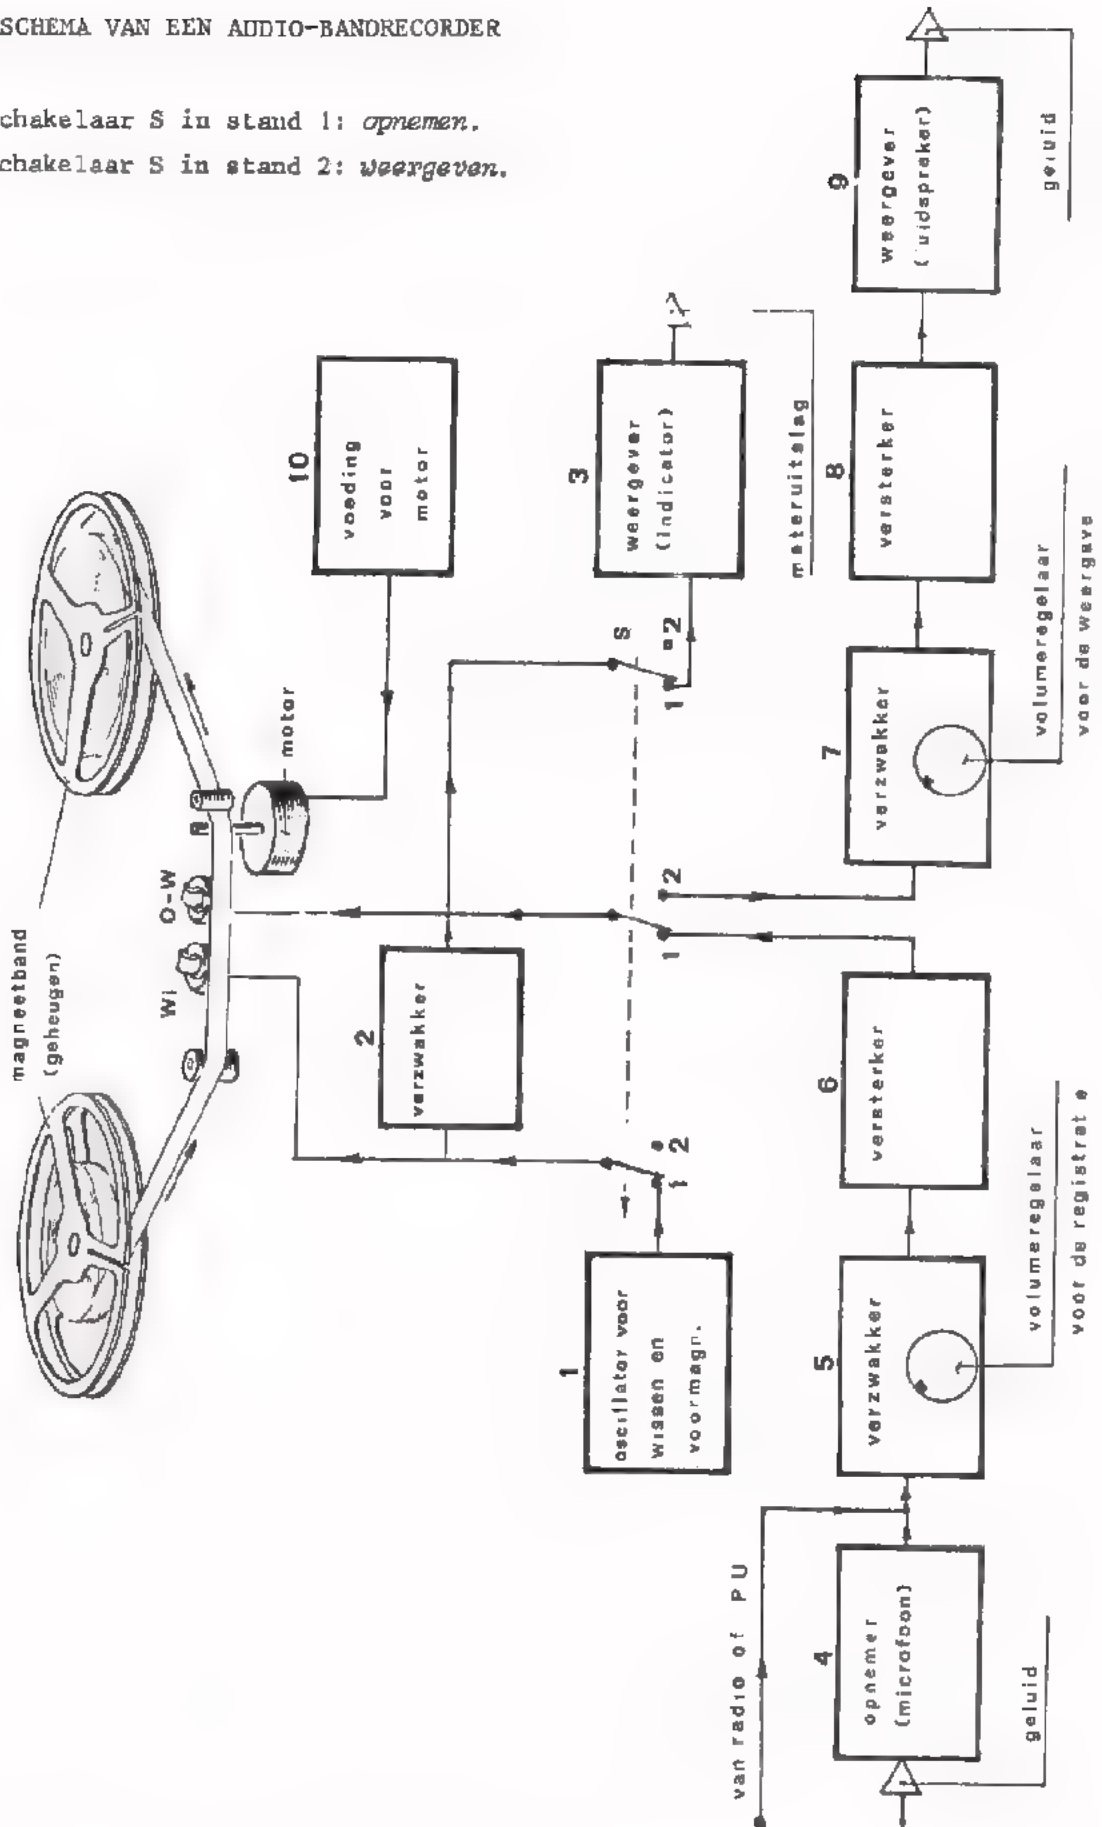 SCHEMA VAN EEN AUDIO-BANDRECORDER
chakelaar S in stand 1: opnemen.
chakelaar S in stand 2: weergeven.
magneetband
(geheugen)
Wi
O-W
motor
10
voeding
voor
motor
2
verzwakker
3
weergever
(indicator)
meteruitslag
S
1
2
1
2
1
2
1
oscillator voor
wissen en
voormagn.
van radio of PU
4
opnemer
(microfoon)
geluid
5
verzwakker
volumeregelaar
voor de registrat e
6
versterker
7
verzwakker
volumeregelaar
voor de weergave
8
versterker
9
weergever
( uidspreker)
geluid